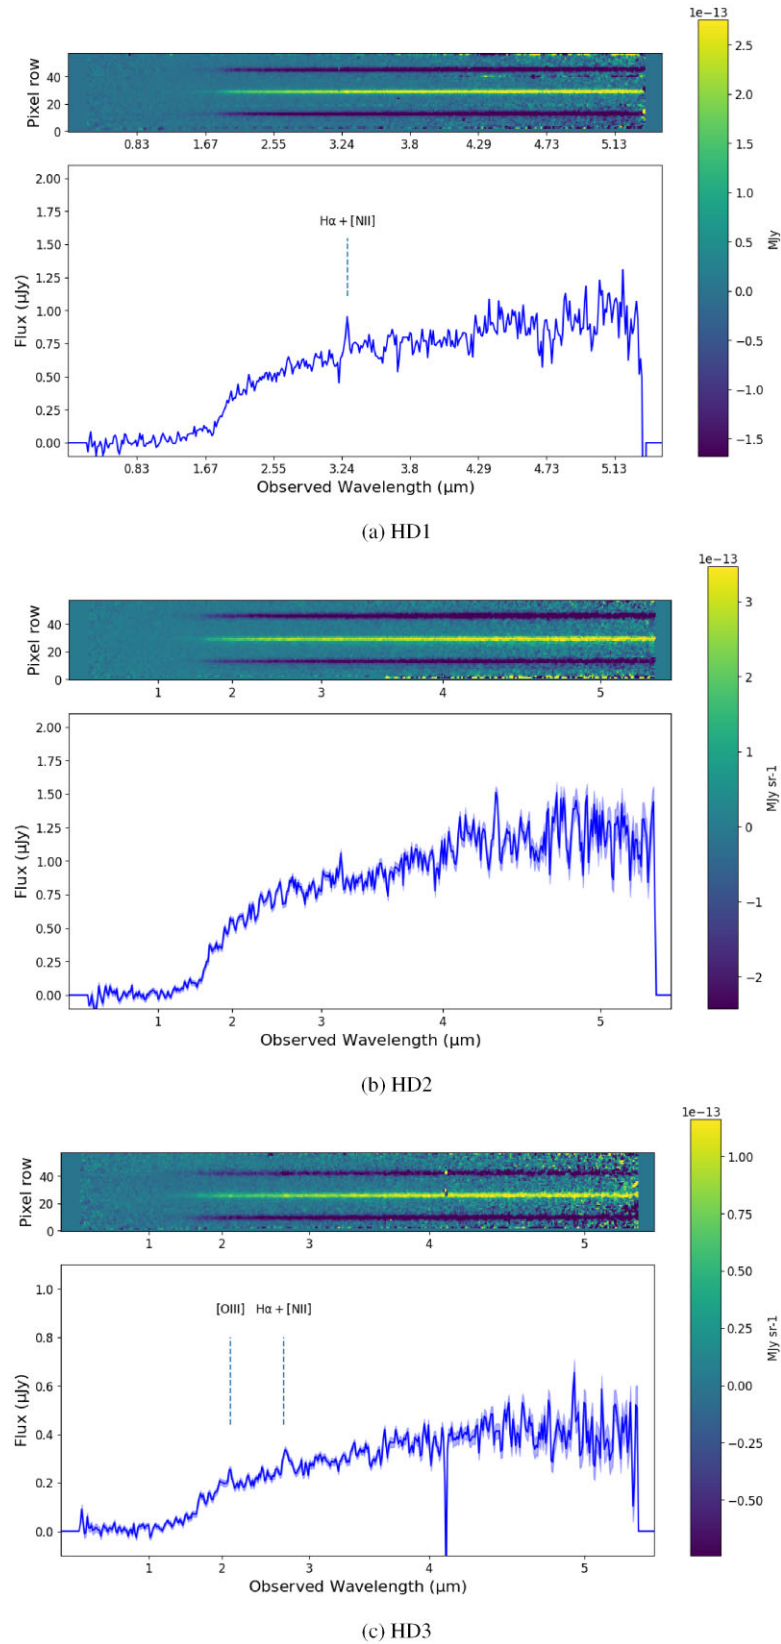 1e−13
Pixel row
40
20
0
0.83 1.67 2.55 3.24 3.8 4.29 4.73 5.13
2.00
1.75
1.50
1.25
1.00
0.75
0.50
0.25
0.00
Flux (μJy)
Hα + [NII]
0.83 1.67 2.55 3.24 3.8 4.29 4.73 5.13
Observed Wavelength (μm)
2.5
2.0
1.5
1.0
0.5
0.0
−0.5
−1.0
−1.5
MJy
(a) HD1
1e−13
Pixel row
40
20
0
1 2 3 4 5
2.00
1.75
1.50
1.25
1.00
0.75
0.50
0.25
0.00
Flux (μJy)
1 2 3 4 5
Observed Wavelength (μm)
3
2
1
0
−1
−2
MJy sr-1
(b) HD2
1e−13
Pixel row
40
20
0
1 2 3 4 5
1.0
0.8
0.6
0.4
0.2
0.0
Flux (μJy)
[OIII] Hα + [NII]
1 2 3 4 5
Observed Wavelength (μm)
1.00
0.75
0.50
0.25
0.00
−0.25
−0.50
MJy sr-1
(c) HD3